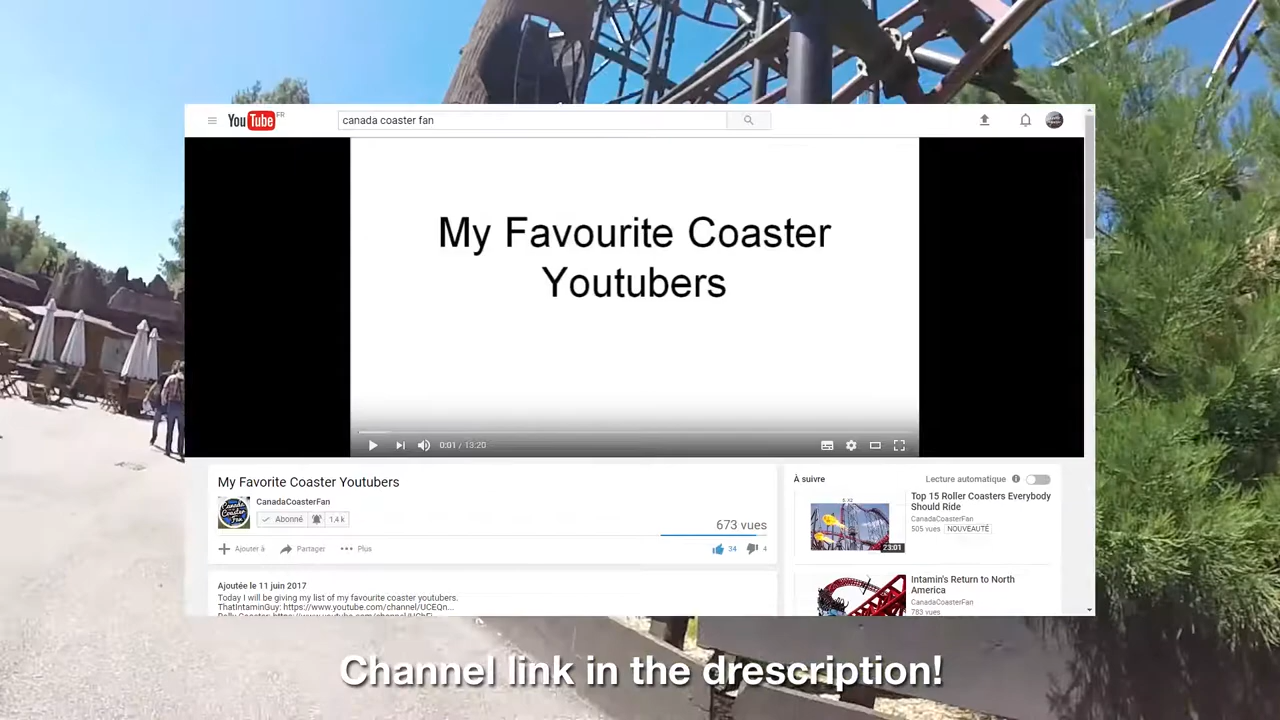 YouTube FR
canada coaster fan
My Favourite Coaster
Youtubers
0:01 / 13:20
My Favorite Coaster Youtubers
CanadaCoasterFan
Abonné 1,4 k
673 vues
Ajouter à Partager Plus
34 4
Ajoutée le 11 juin 2017
Today I will be giving my list of my favourite coaster youtubers.
ThatIntaminGuy: https://www.youtube.com/channel/UCEQn...
À suivre
Lecture automatique
Top 15 Roller Coasters Everybody
Should Ride
CanadaCoasterFan
505 vues NOUVEAUTÉ
23:01
Intamin's Return to North
America
CanadaCoasterFan
783 vues
Channel link in the drescription!